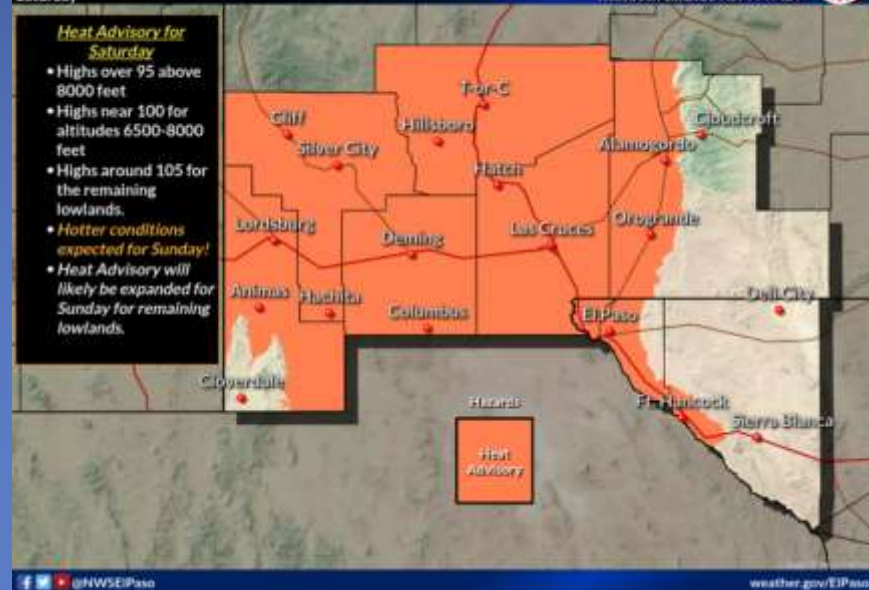 Saturday
Heat Advisory for
Saturday
• Highs over 95 above
8000 feet
• Highs near 100 for
altitudes 6500-8000
feet
• Highs around 105 for
the remaining
lowlands.
• Hotter conditions
expected for Sunday!
• Heat Advisory will
likely be expanded for
Sunday for remaining
lowlands.
T-or-C
Cliff
Hillsboro
Cloudcroft
Silver City
Alamogordo
Hatch
Lordsburg
Deming
Las Cruces
Orogrande
Animas
Hachita
Columbus
El Paso
Dell City
Cloverdale
Hazards
Heat
Advisory
Ft. Hancock
Sierra Blanca
@NWSElPaso
weather.gov/ElPaso